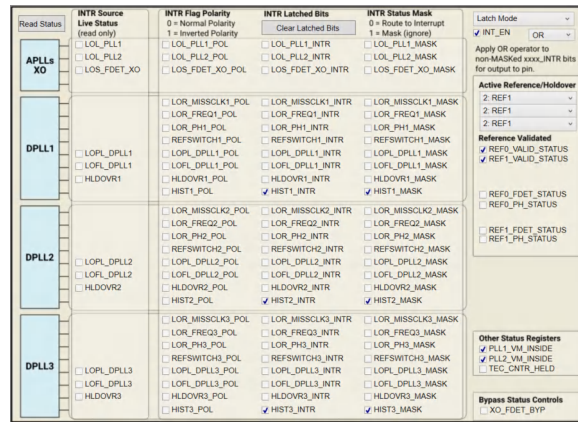 Read Status
INTR Source
Live Status
(read only)
INTR Flag Polarity
0 = Normal Polarity
1 = Inverted Polarity
INTR Latched Bits
Clear Latched Bits
INTR Status Mask
0 = Route to Interrupt
1 = Mask (ignore)
Latch Mode
INT_EN OR
Apply OR operator to
non-MASKed xxxx_INTR bits
for output to pin.
APLLs
XO
LOL_PLL1 LOL_PLL1_POL LOL_PLL1_INTR LOL_PLL1_MASK
LOL_PLL2 LOL_PLL2_POL LOL_PLL2_INTR LOL_PLL2_MASK
LOS_FDET_XO LOS_FDET_XO_POL LOS_FDET_XO_INTR LOS_FDET_XO_MASK
DPLL1
LOR_MISSCLK1_POL LOR_MISSCLK1_INTR LOR_MISSCLK1_MASK
LOR_FREQ1_POL LOR_FREQ1_INTR LOR_FREQ1_MASK
LOR_PH1_POL LOR_PH1_INTR LOR_PH1_MASK
REFSWITCH1_POL REFSWITCH1_INTR REFSWITCH1_MASK
LOPL_DPLL1 LOPL_DPLL1_POL LOPL_DPLL1_INTR LOPL_DPLL1_MASK
LOFL_DPLL1 LOFL_DPLL1_POL LOFL_DPLL1_INTR LOFL_DPLL1_MASK
HLDOVR1 HLDOVR1_POL HLDOVR1_INTR HLDOVR1_MASK
HIST1_POL HIST1_INTR HIST1_MASK
DPLL2
LOR_MISSCLK2_POL LOR_MISSCLK2_INTR LOR_MISSCLK2_MASK
LOR_FREQ2_POL LOR_FREQ2_INTR LOR_FREQ2_MASK
LOR_PH2_POL LOR_PH2_INTR LOR_PH2_MASK
REFSWITCH2_POL REFSWITCH2_INTR REFSWITCH2_MASK
LOPL_DPLL2 LOPL_DPLL2_POL LOPL_DPLL2_INTR LOPL_DPLL2_MASK
LOFL_DPLL2 LOFL_DPLL2_POL LOFL_DPLL2_INTR LOFL_DPLL2_MASK
HLDOVR2 HLDOVR2_POL HLDOVR2_INTR HLDOVR2_MASK
HIST2_POL HIST2_INTR HIST2_MASK
DPLL3
LOR_MISSCLK3_POL LOR_MISSCLK3_INTR LOR_MISSCLK3_MASK
LOR_FREQ3_POL LOR_FREQ3_INTR LOR_FREQ3_MASK
LOR_PH3_POL LOR_PH3_INTR LOR_PH3_MASK
REFSWITCH3_POL REFSWITCH3_INTR REFSWITCH3_MASK
LOPL_DPLL3 LOPL_DPLL3_POL LOPL_DPLL3_INTR LOPL_DPLL3_MASK
LOFL_DPLL3 LOFL_DPLL3_POL LOFL_DPLL3_INTR LOFL_DPLL3_MASK
HLDOVR3 HLDOVR3_POL HLDOVR3_INTR HLDOVR3_MASK
HIST3_POL HIST3_INTR HIST3_MASK
Active Reference/Holdover
2: REF1
2: REF1
2: REF1
Reference Validated
REF0_VALID_STATUS
REF1_VALID_STATUS
REF0_FDET_STATUS
REF0_PH_STATUS
REF1_FDET_STATUS
REF1_PH_STATUS
Other Status Registers
PLL1_VM_INSIDE
PLL2_VM_INSIDE
TEC_CNTR_HELD
Bypass Status Controls
XO_FDET_BYP